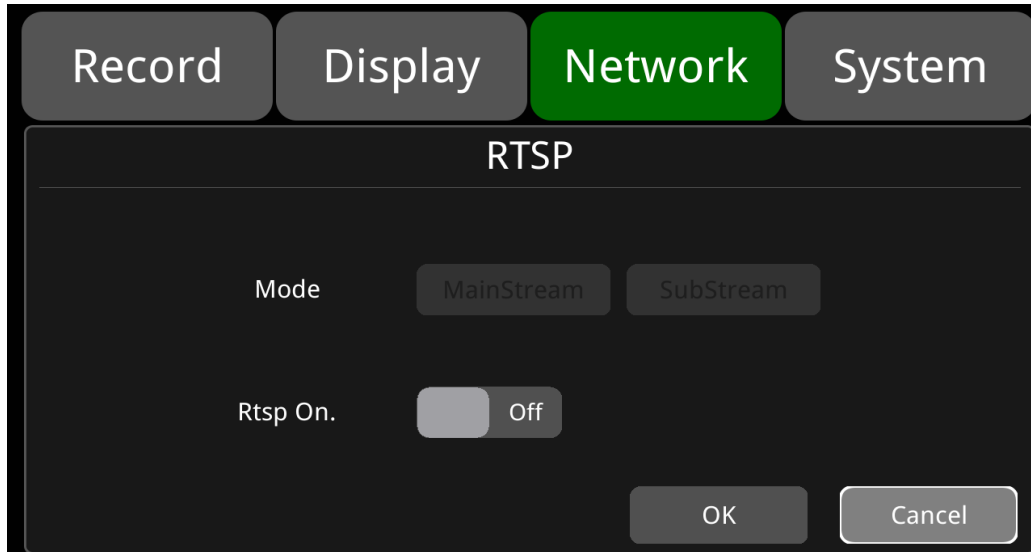 Record Display Network System
RTSP
Mode MainStream SubStream
Rtsp On. Off
OK Cancel